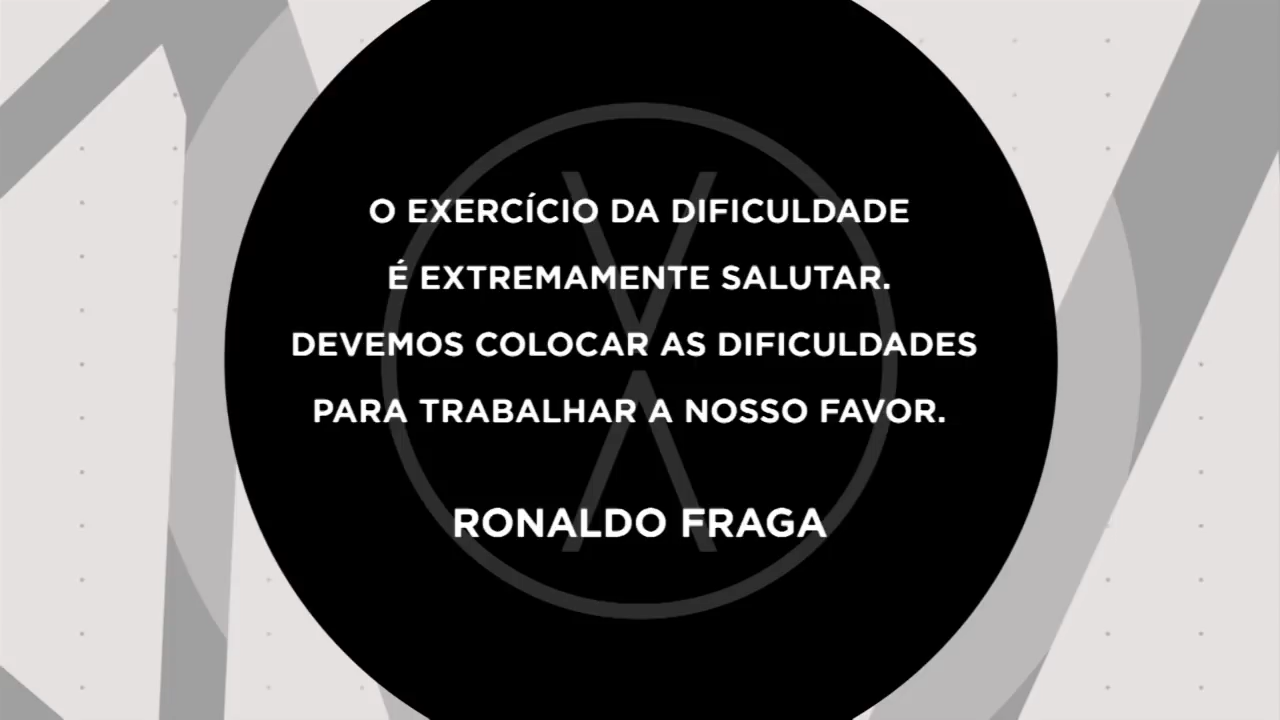 O EXERCÍCIO DA DIFICULDADE
É EXTREMAMENTE SALUTAR.
DEVEMOS COLOCAR AS DIFICULDADES
PARA TRABALHAR A NOSSO FAVOR.
RONALDO FRAGA